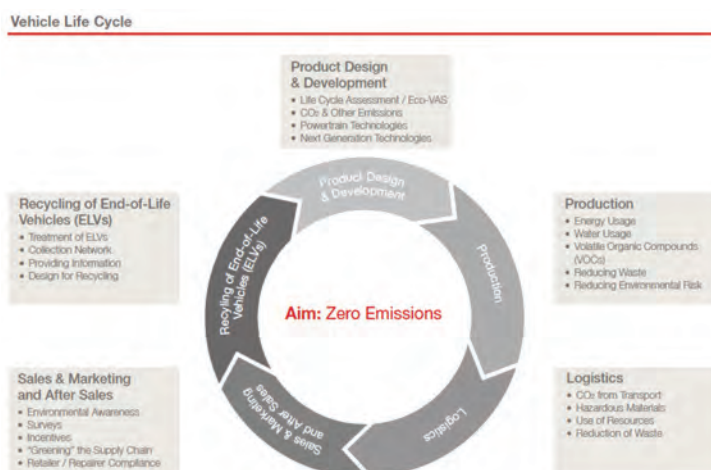 Vehicle Life Cycle
Product Design
& Development
• Life Cycle Assessment / Eco-VAS
• CO₂ & Other Emissions
• Powertrain Technologies
• Next Generation Technologies
Product Design
& Development
Recycling of End-of-Life
Vehicles (ELVs)
• Treatment of ELVs
• Collection Network
• Providing Information
• Design for Recycling
Recyling of End-of-Life
Vehicles (ELVs)
Production
Production
• Energy Usage
• Water Usage
• Volatile Organic Compounds
(VOCs)
• Reducing Waste
• Reducing Environmental Risk
Aim: Zero Emissions
Sales & Marketing
and After Sales
• Environmental Awareness
• Surveys
• Incentives
• "Greening" the Supply Chain
• Retailer / Repairer Compliance
Sales & Marketing
and After Sales
Logistics
Logistics
• CO₂ from Transport
• Hazardous Materials
• Use of Resources
• Reduction of Waste